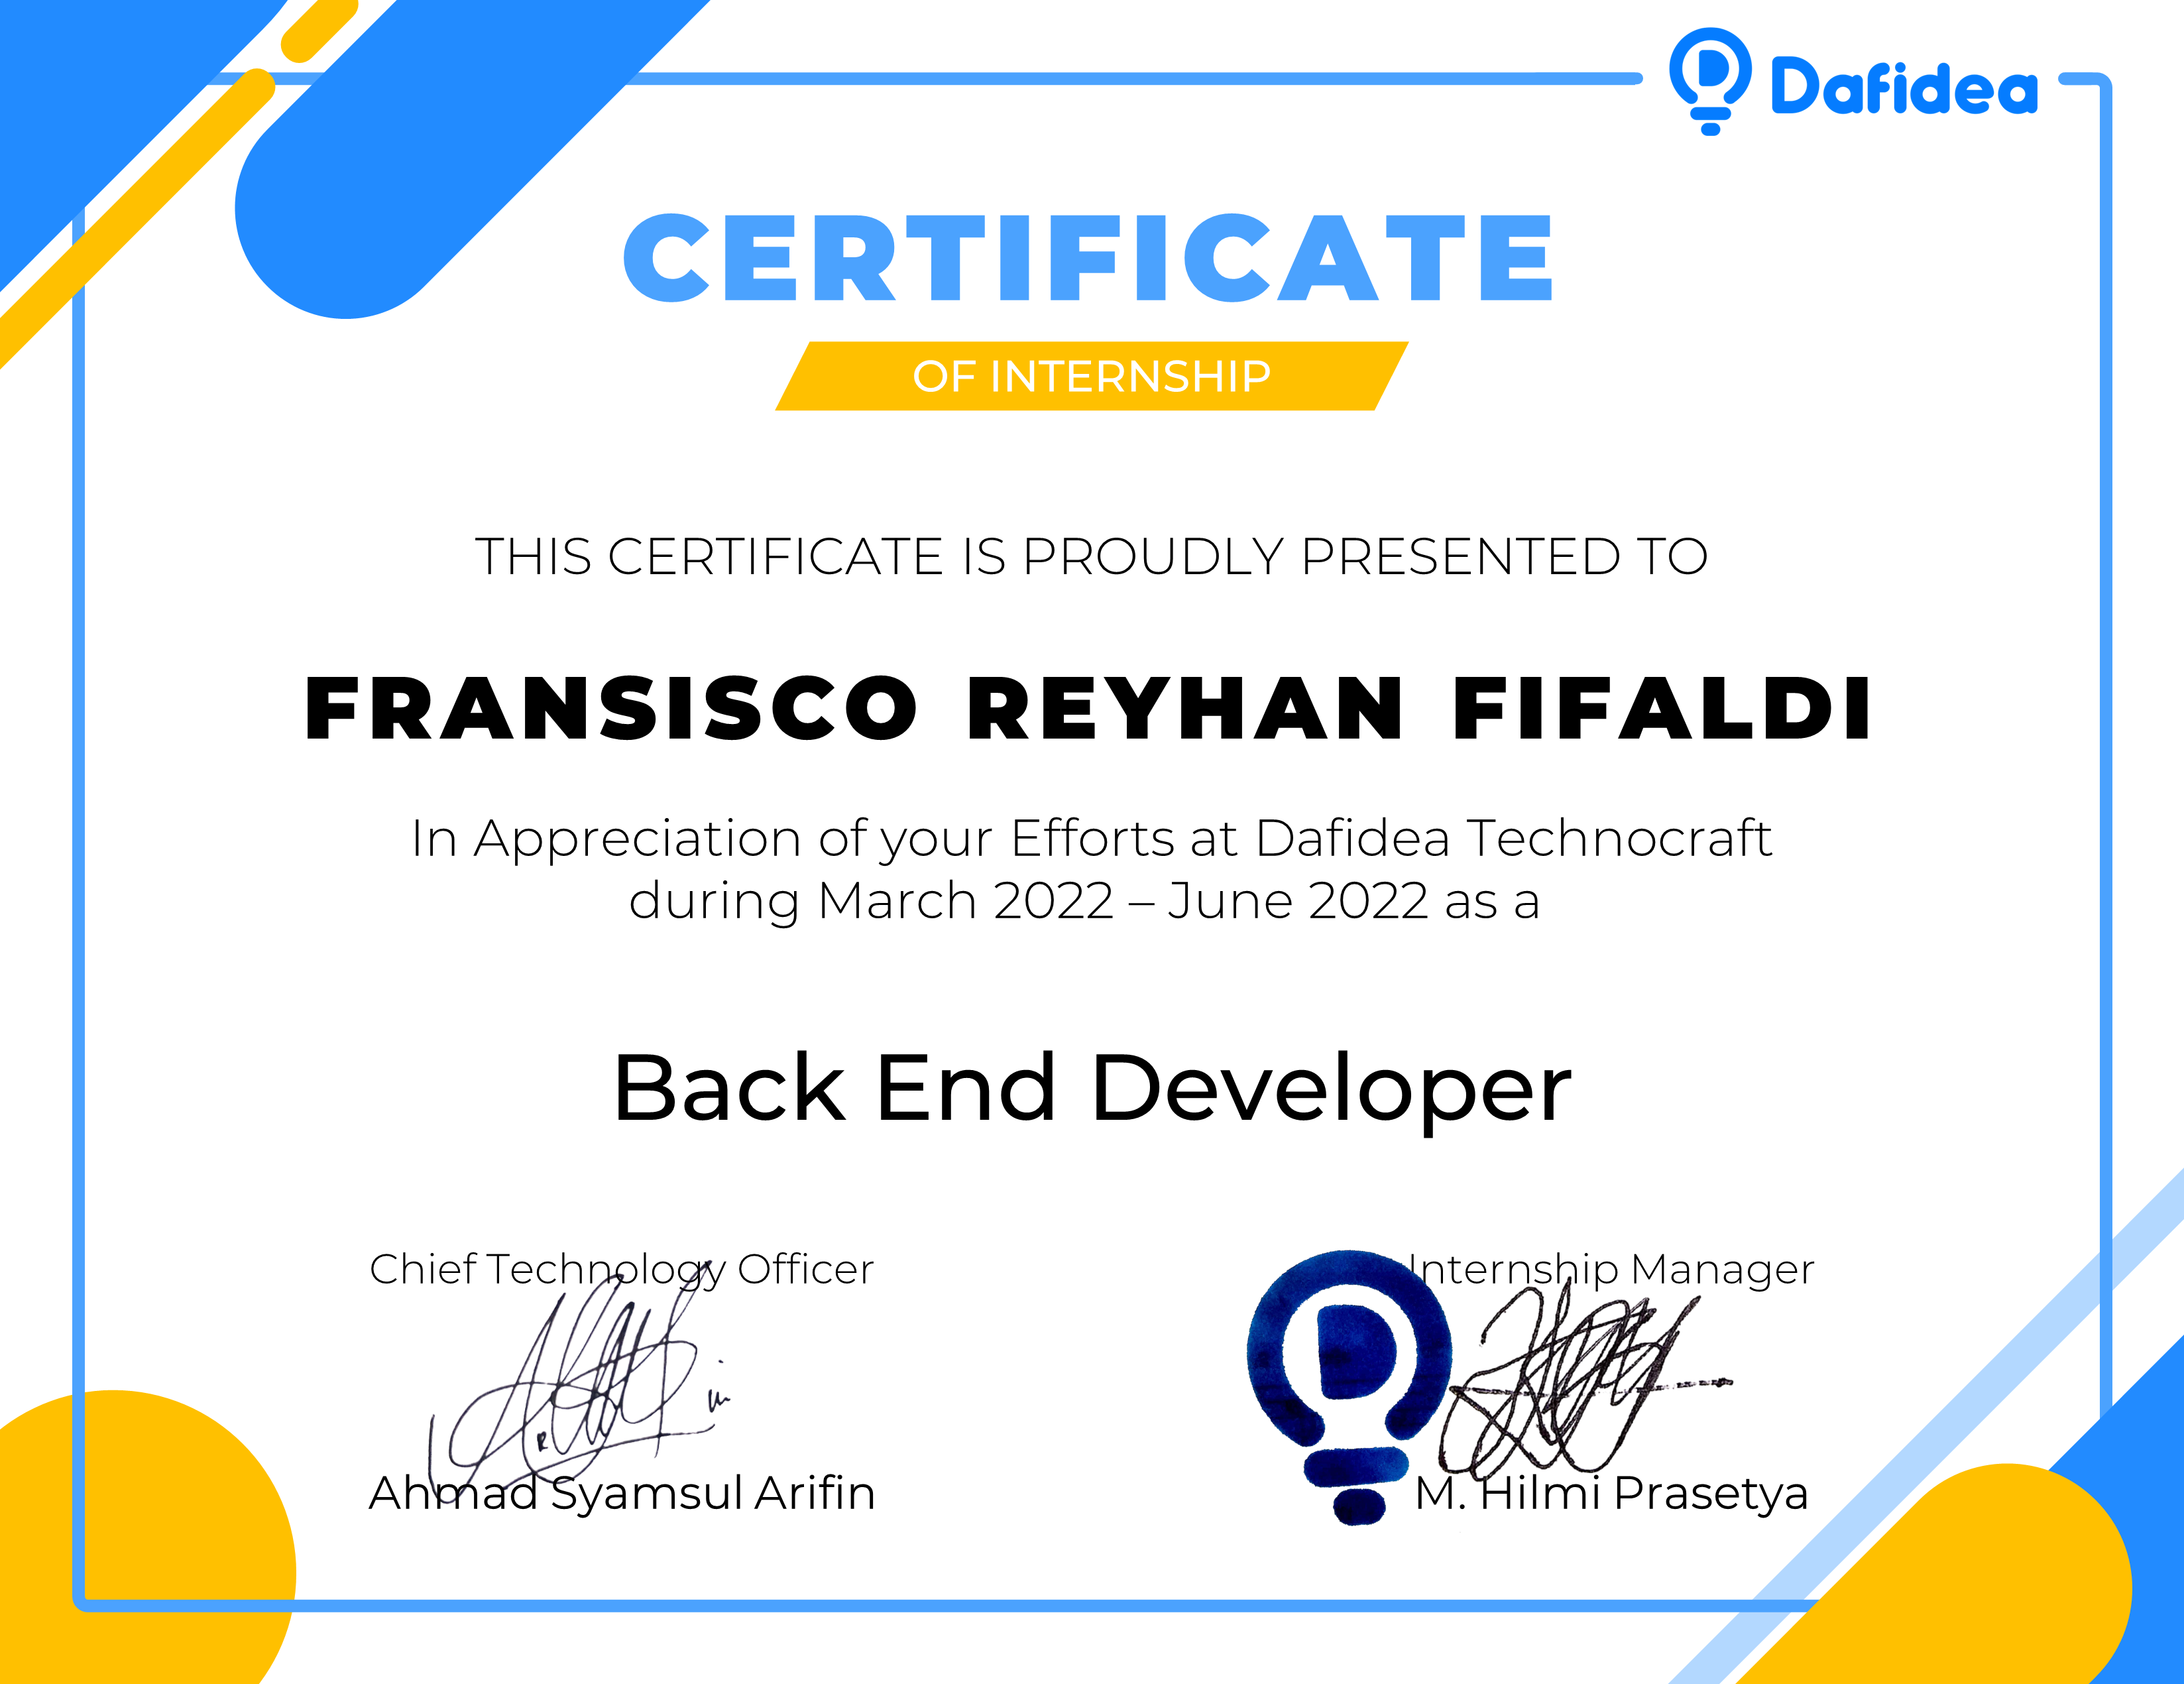 Dafidea
CERTIFICATE
OF INTERNSHIP
THIS CERTIFICATE IS PROUDLY PRESENTED TO
FRANSISCO REYHAN FIFALDI
In Appreciation of your Efforts at Dafidea Technocraft
during March 2022 – June 2022 as a
Back End Developer
Chief Technology Officer
Internship Manager
Ahmad Syamsul Arifin
M. Hilmi Prasetya